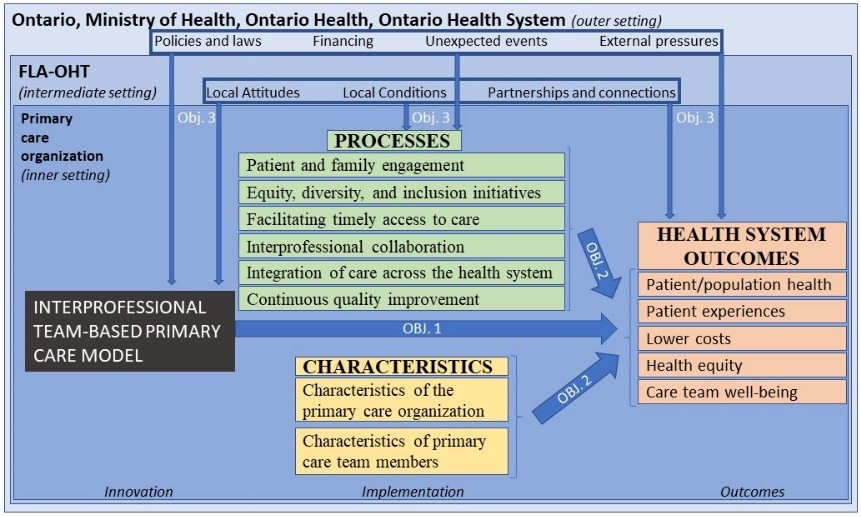 Ontario, Ministry of Health, Ontario Health, Ontario Health System (outer setting)
Policies and laws Financing Unexpected events External pressures
FLA-OHT
(intermediate setting)
Local Attitudes Local Conditions Partnerships and connections
Primary
care
organization
(inner setting)
Obj. 3 Obj. 3 Obj. 3
PROCESSES
Patient and family engagement
Equity, diversity, and inclusion initiatives
Facilitating timely access to care
Interprofessional collaboration
Integration of care across the health system
Continuous quality improvement
OBJ. 2
INTERPROFESSIONAL
TEAM-BASED PRIMARY
CARE MODEL
OBJ. 1
CHARACTERISTICS
Characteristics of the
primary care organization
Characteristics of primary
care team members
OBJ. 2
HEALTH SYSTEM
OUTCOMES
Patient/population health
Patient experiences
Lower costs
Health equity
Care team well-being
Innovation Implementation Outcomes